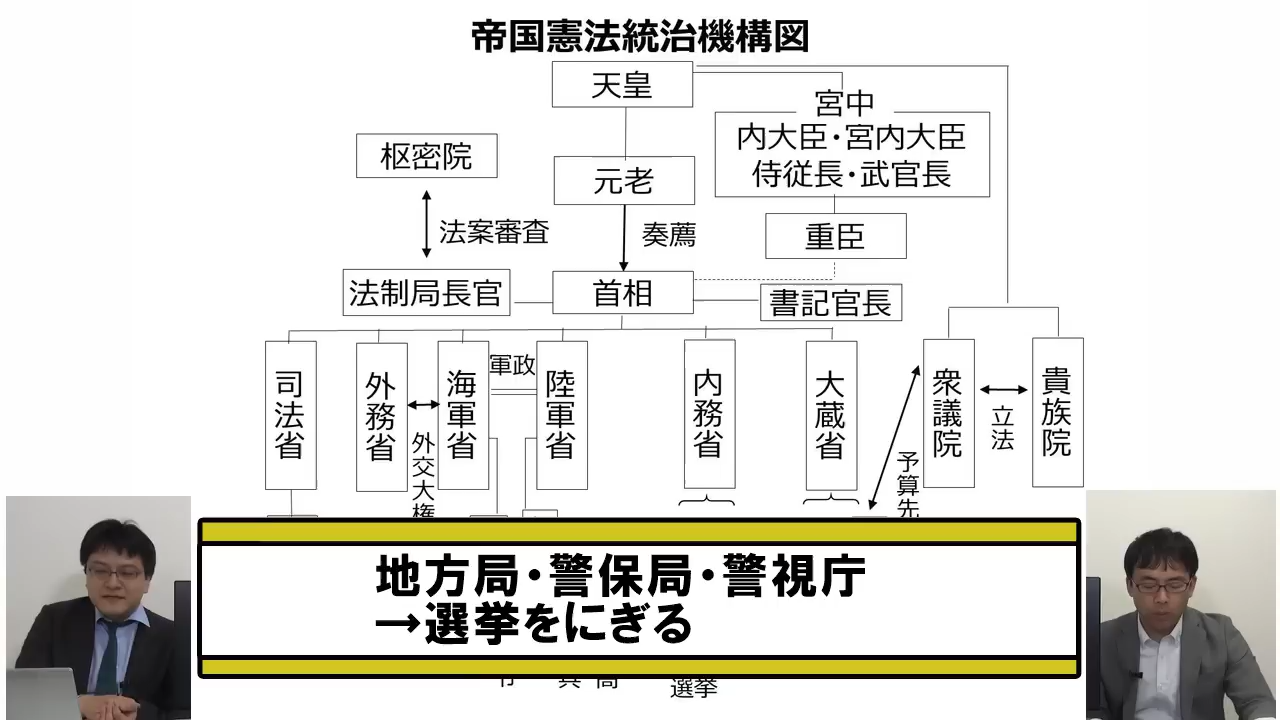 帝国憲法統治機構図
天皇
宮中
内大臣・宮内大臣
侍従長・武官長
枢密院
元老
法案審査
奏薦
重臣
法制局長官
首相
書記官長
司法省
外務省
海軍省
軍政
陸軍省
内務省
大蔵省
衆議院
貴族院
立法
外交大権
予算先
地方局・警保局・警視庁
→選挙をにぎる
選挙